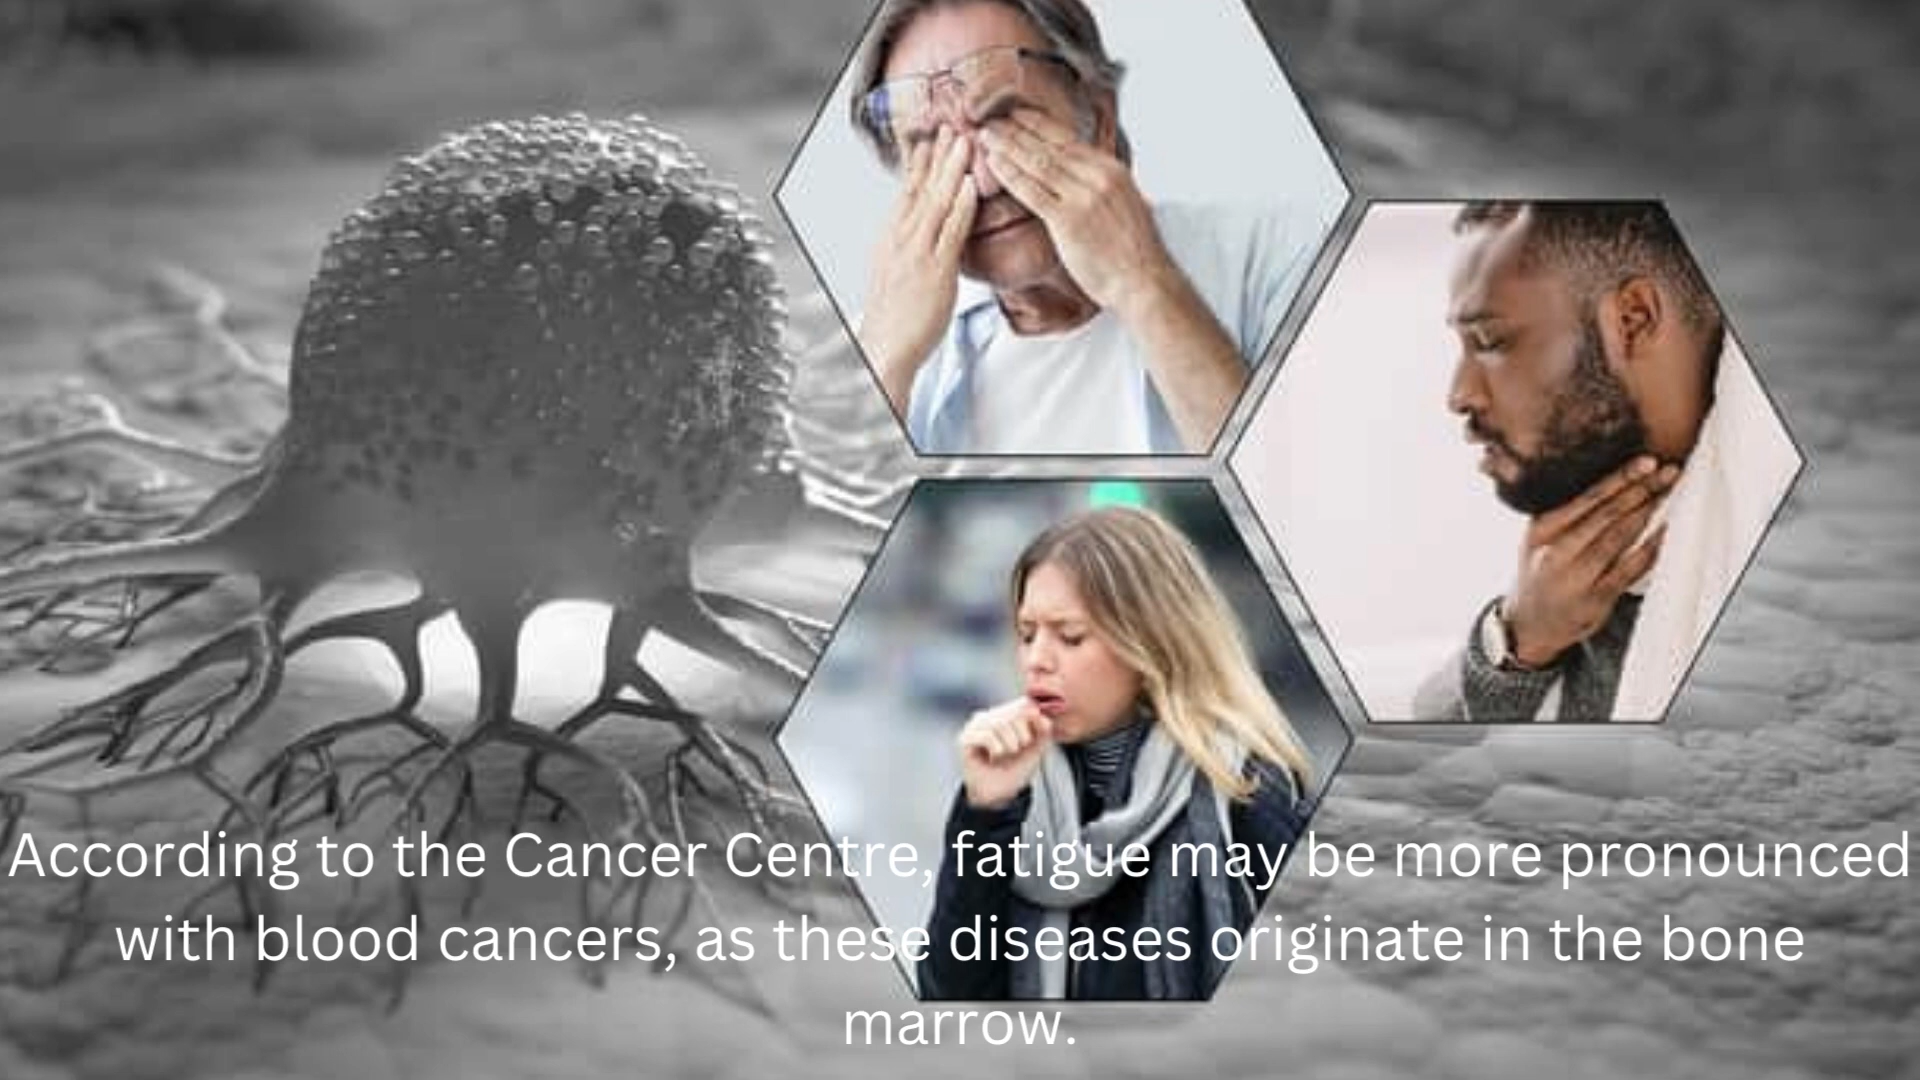 According to the Cancer Centre, fatigue may be more pronounced
with blood cancers, as these diseases originate in the bone
marrow.